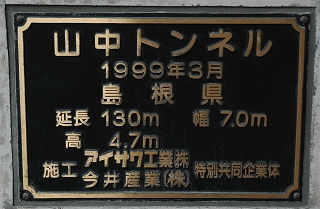 山中トンネル
1999年3月
島根県
延長 130m 幅 7.0m
高 4.7m
施工 アイサワ工業(株) 特別共同企業体
今井産業(株)